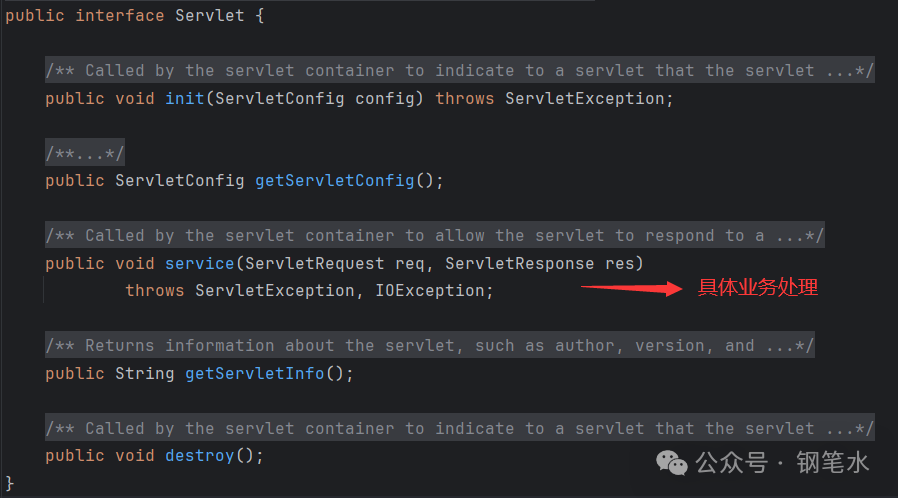 public interface Servlet {
/** Called by the servlet container to indicate to a servlet that the servlet ...*/
public void init(ServletConfig config) throws ServletException;
/**...*/
public ServletConfig getServletConfig();
/** Called by the servlet container to allow the servlet to respond to a ...*/
public void service(ServletRequest req, ServletResponse res)
throws ServletException, IOException;
具体业务处理
/** Returns information about the servlet, such as author, version, and ...*/
public String getServletInfo();
/** Called by the servlet container to indicate to a servlet that the servlet ...*/
public void destroy();
公众号 · 钢笔水
}